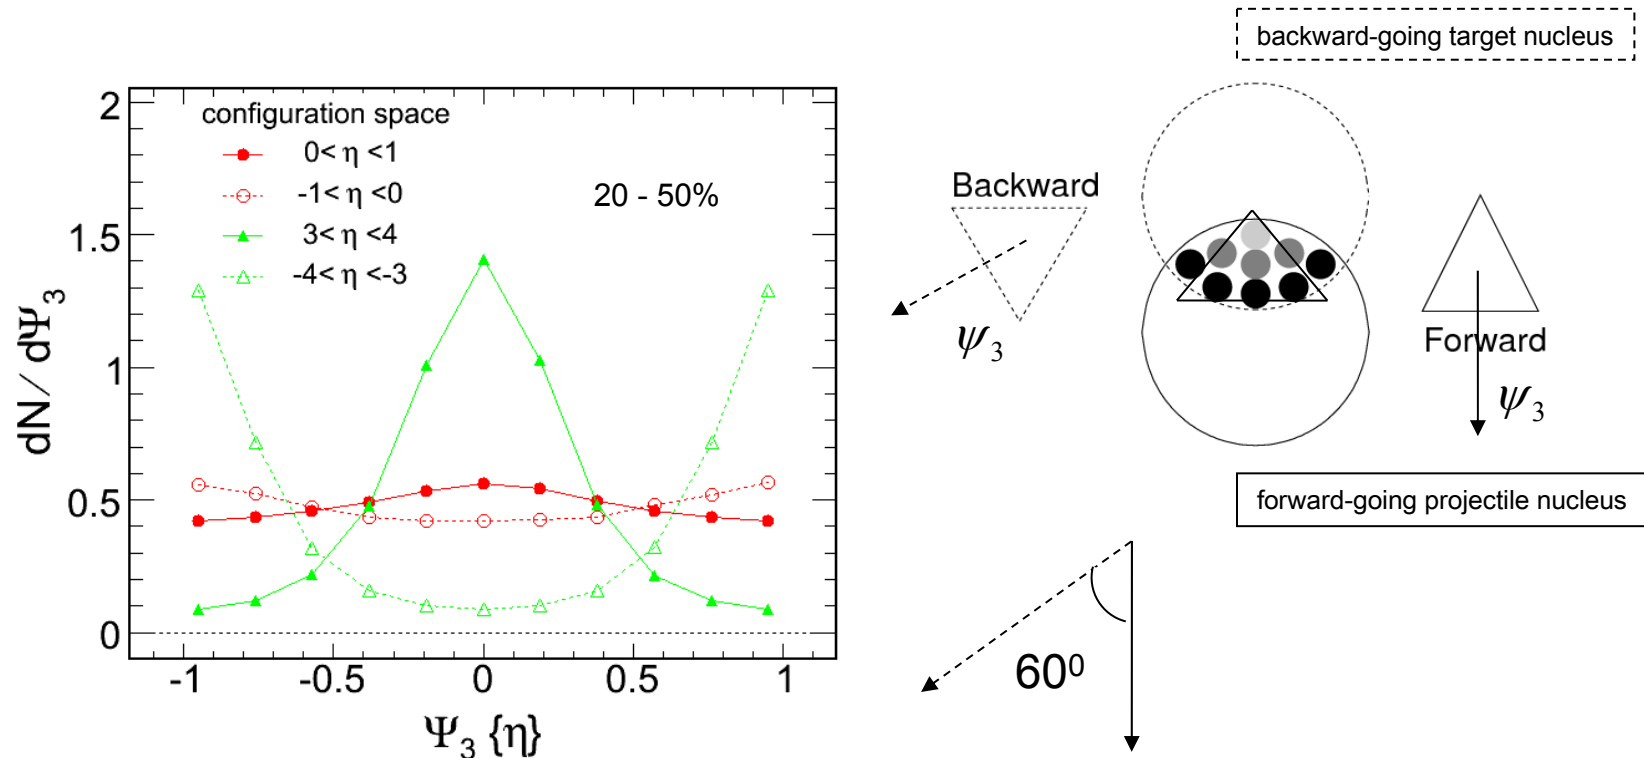 configuration space
0< η <1
-1< η <0
3< η <4
-4< η <-3
20 - 50%
2
1.5
1
0.5
0
-1
-0.5
0
0.5
1
dN/ dΨ₃
Ψ₃ {η}
backward-going target nucleus
Backward
ψ₃
Forward
ψ₃
forward-going projectile nucleus
60⁰